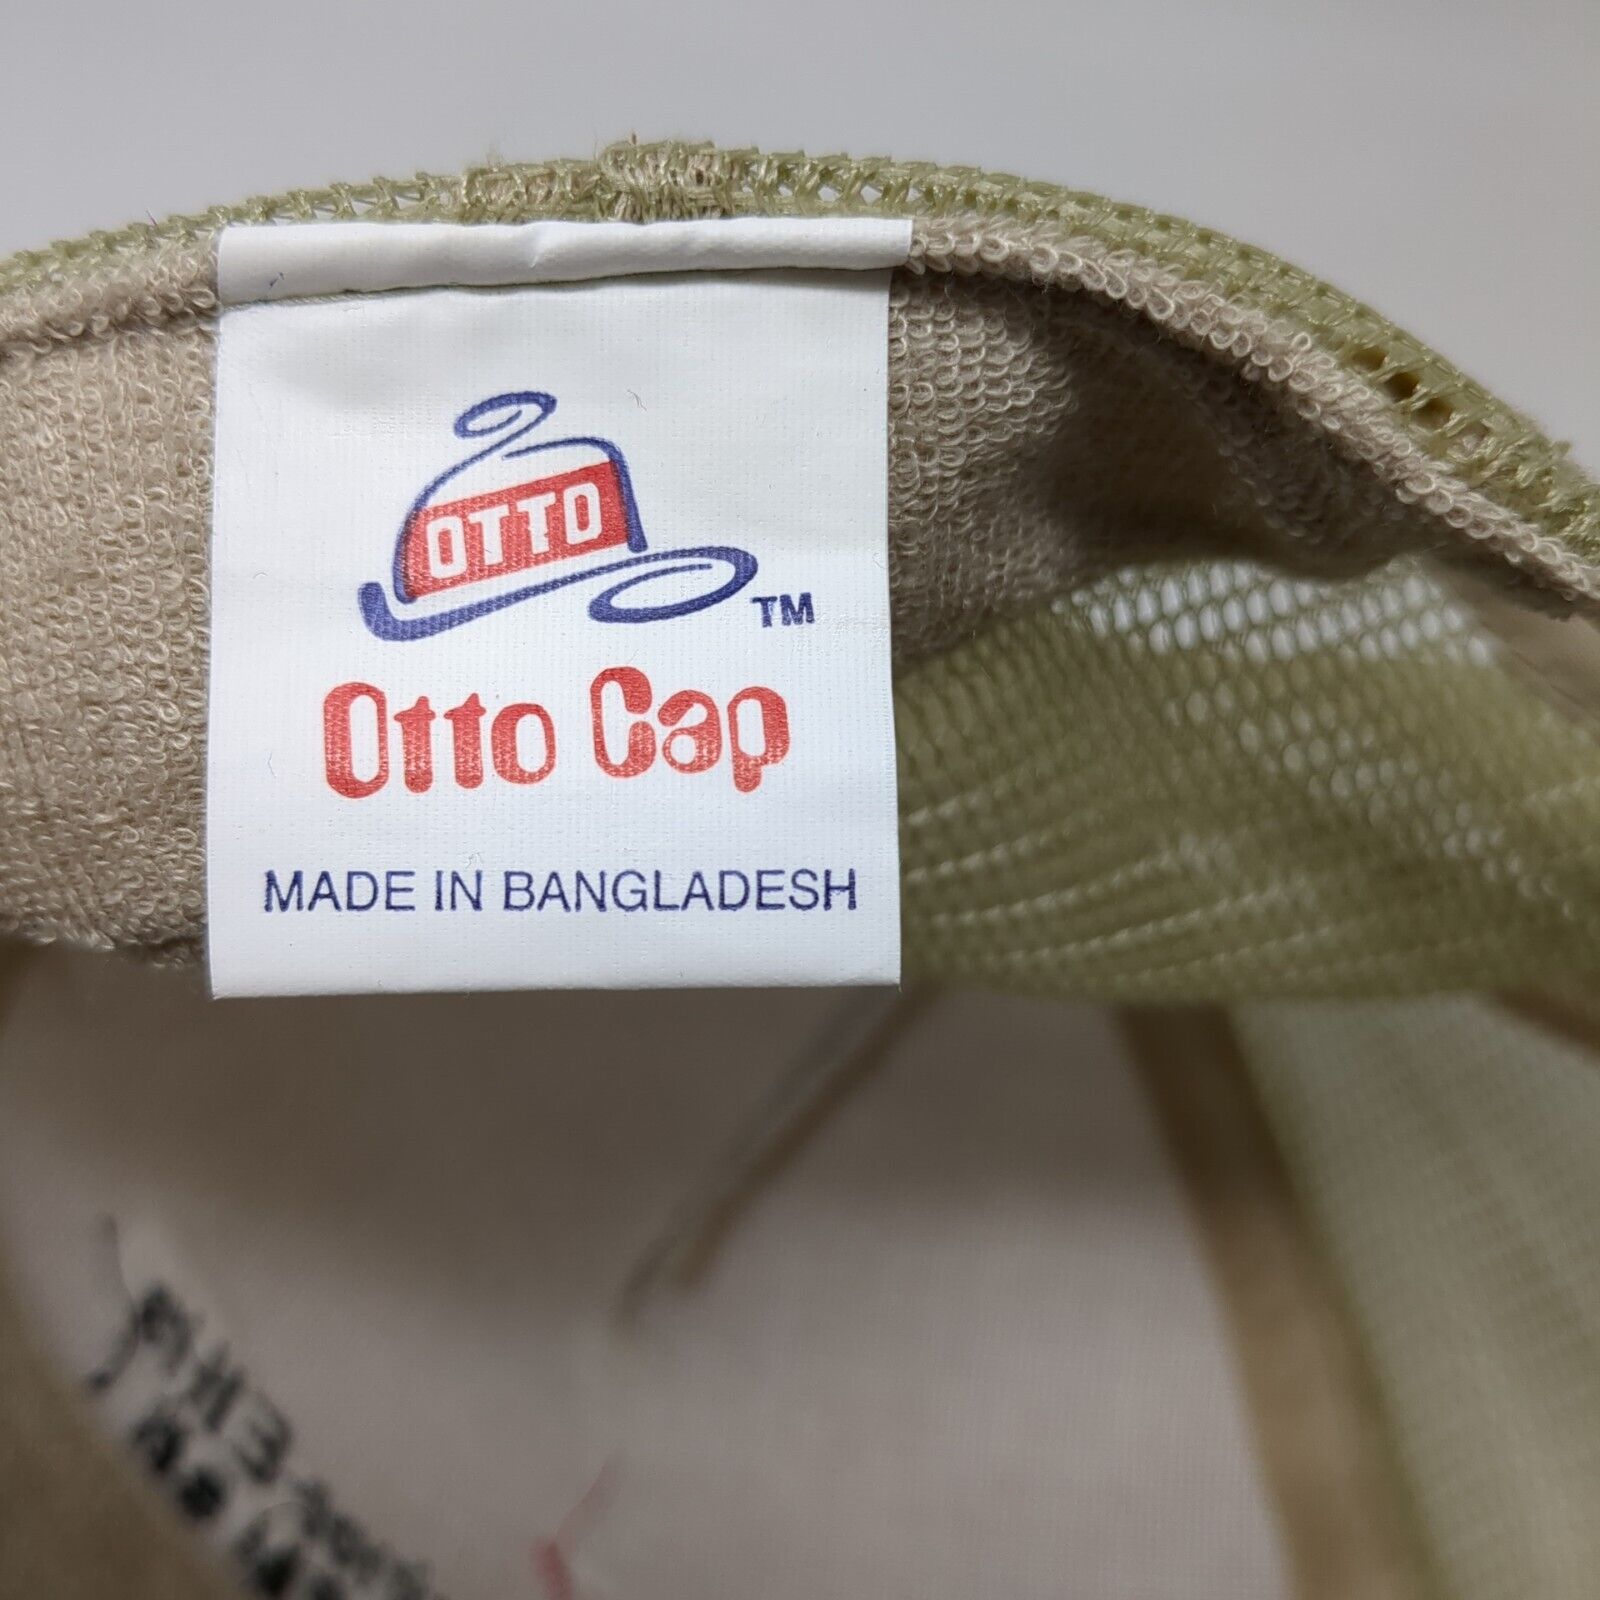 OTTO
TM
Otto Cap
MADE IN BANGLADESH